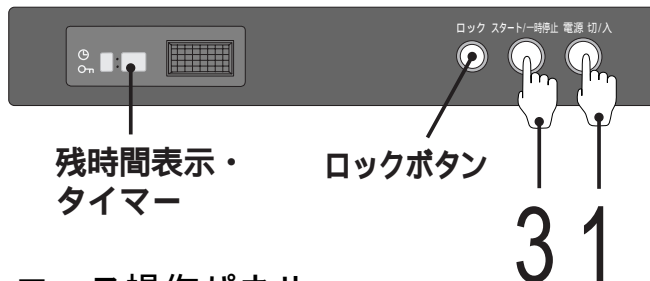 ロック スタート/一時停止 電源 切/入
残時間表示・
タイマー
ロックボタン
3 1